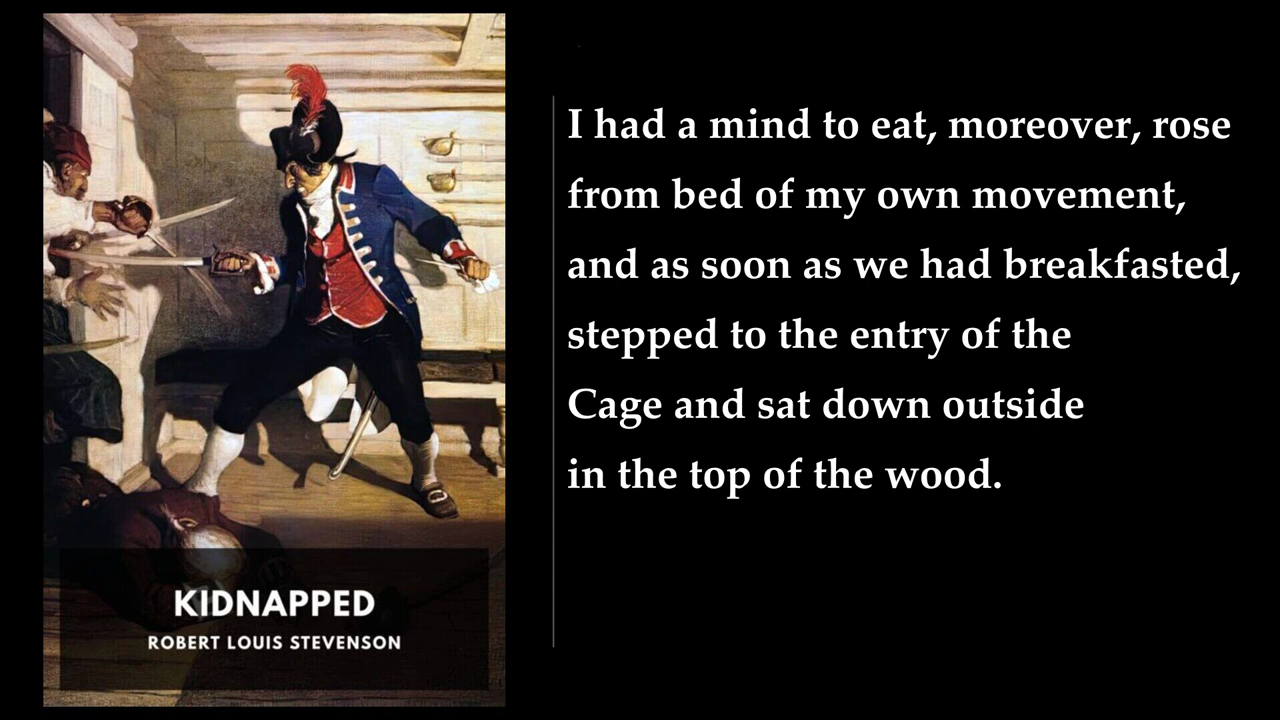 I had a mind to eat, moreover, rose
from bed of my own movement,
and as soon as we had breakfasted,
stepped to the entry of the
Cage and sat down outside
in the top of the wood.
KIDNAPPED
ROBERT LOUIS STEVENSON